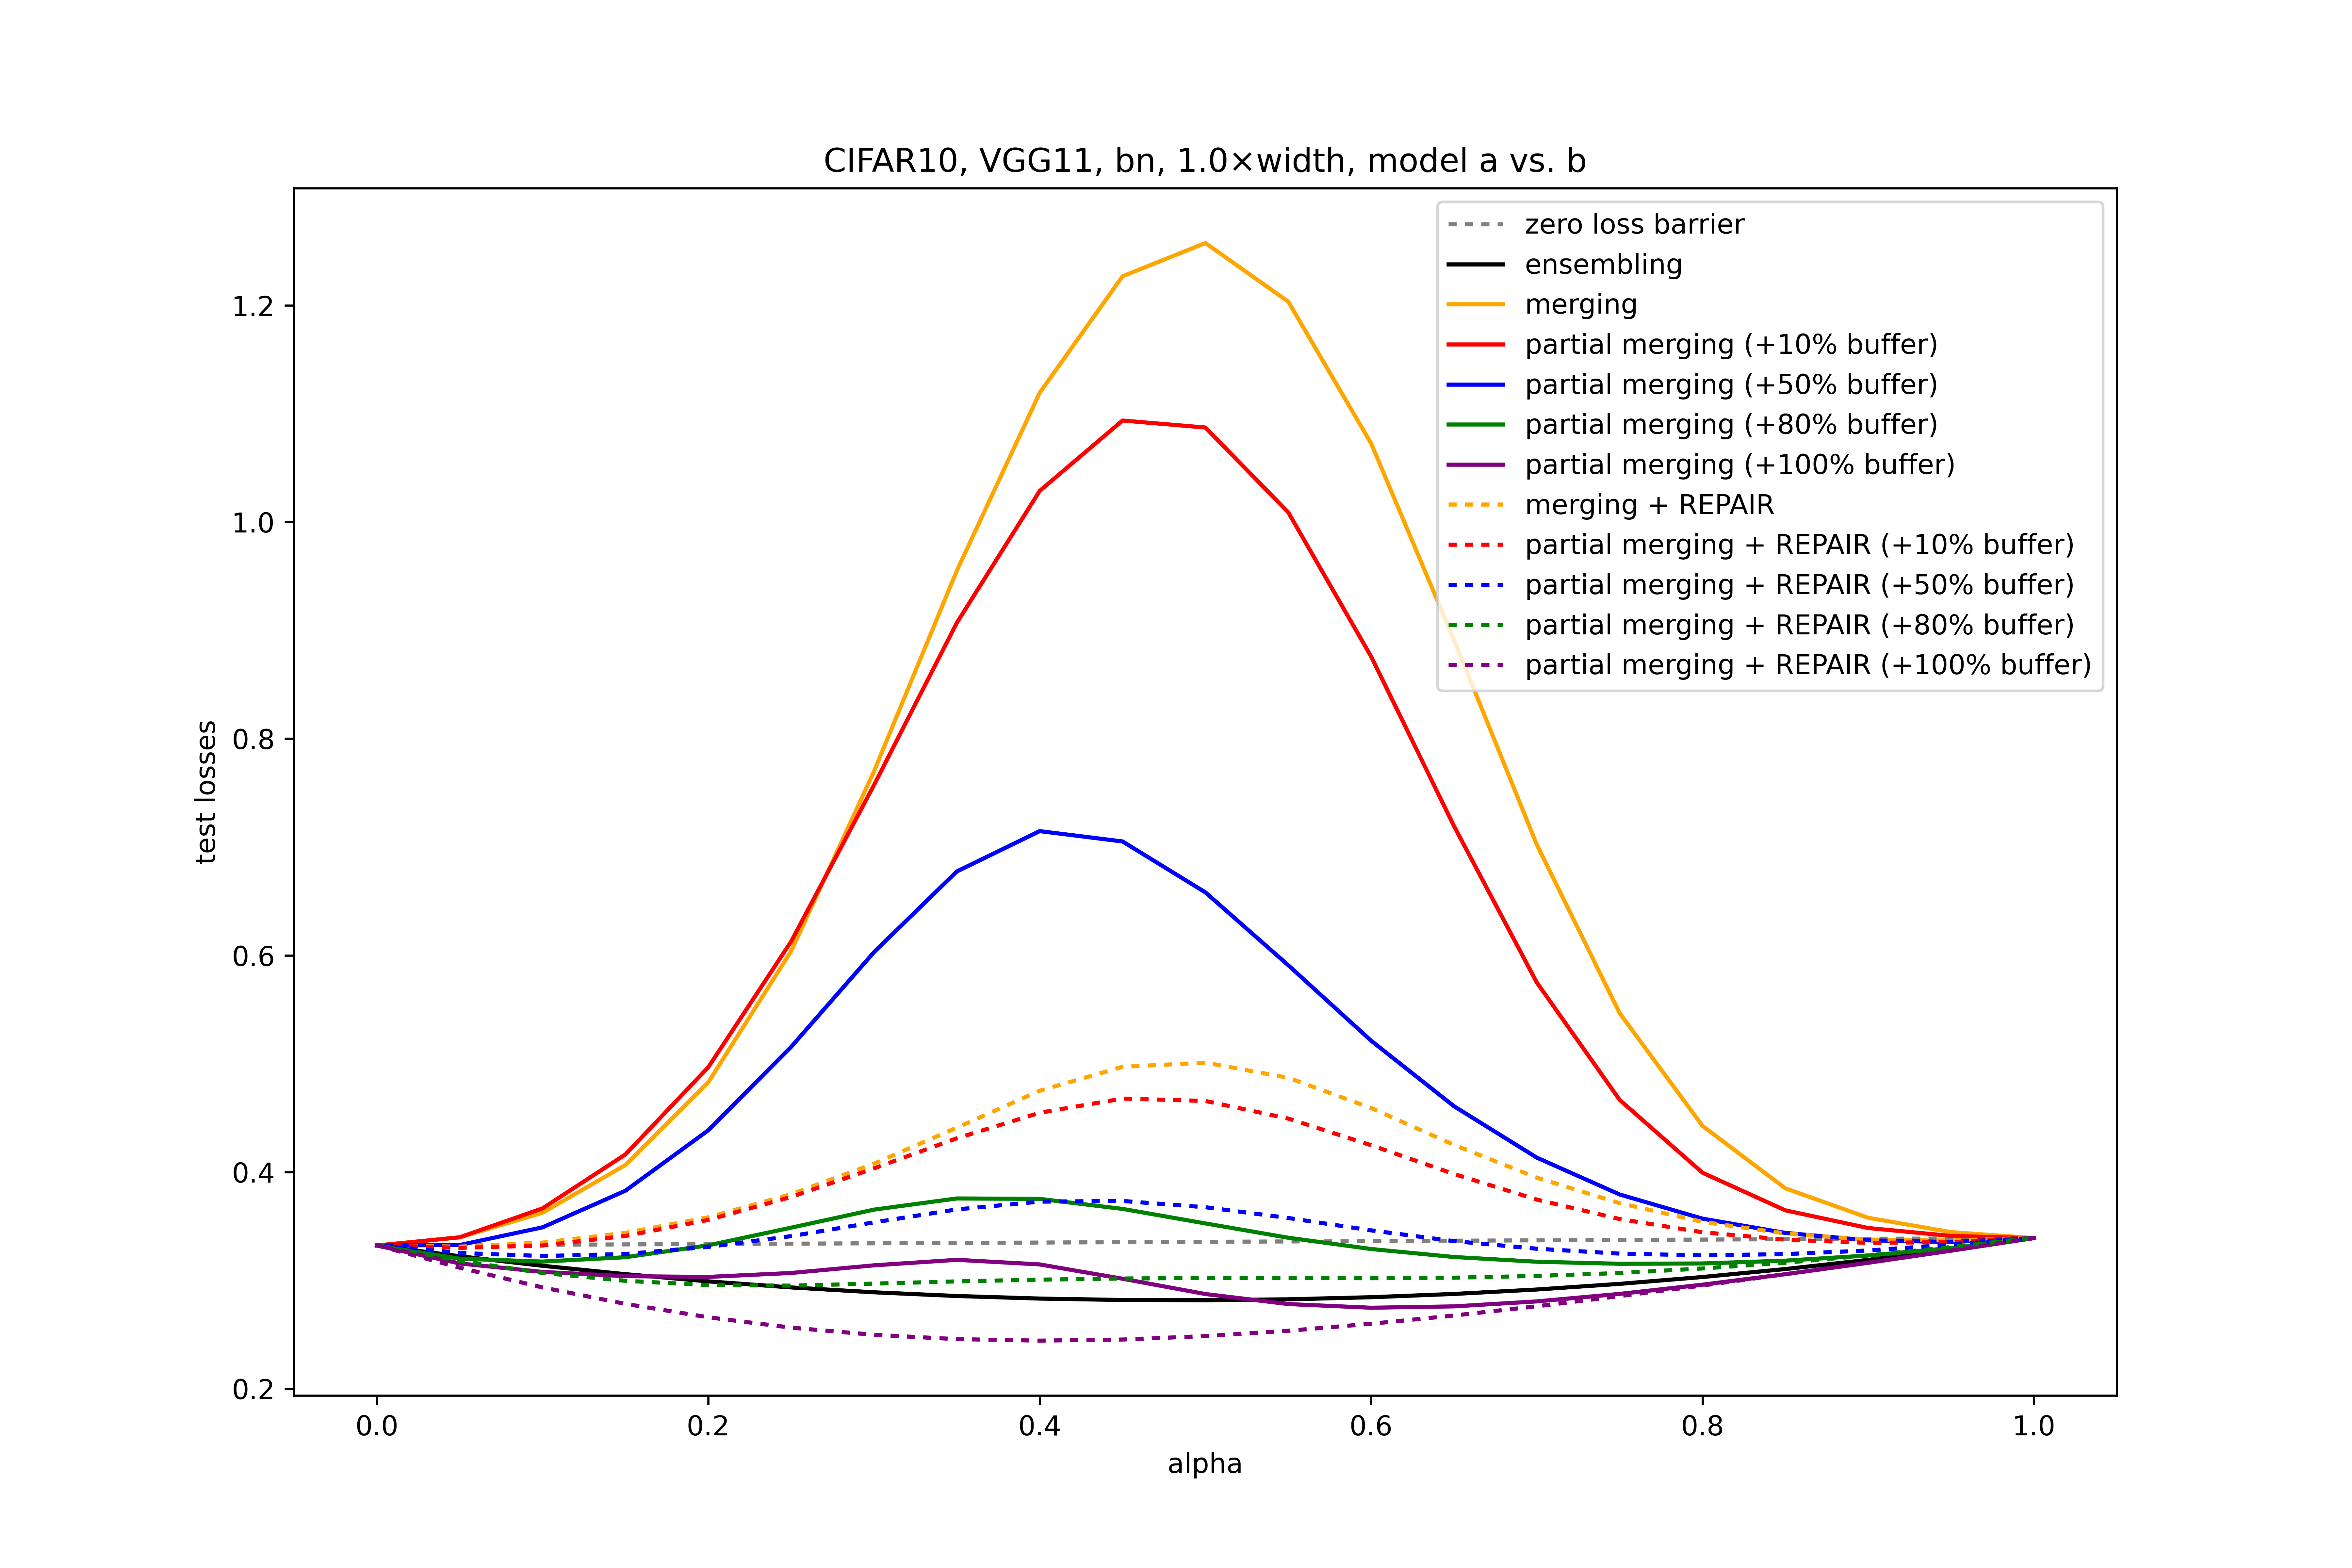 CIFAR10, VGG11, bn, 1.0×width, model a vs. b
zero loss barrier
ensembling
merging
partial merging (+10% buffer)
partial merging (+50% buffer)
partial merging (+80% buffer)
partial merging (+100% buffer)
merging + REPAIR
partial merging + REPAIR (+10% buffer)
partial merging + REPAIR (+50% buffer)
partial merging + REPAIR (+80% buffer)
partial merging + REPAIR (+100% buffer)
test losses
1.2
1.0
0.8
0.6
0.4
0.2
0.0 0.2 0.4 0.6 0.8 1.0
alpha